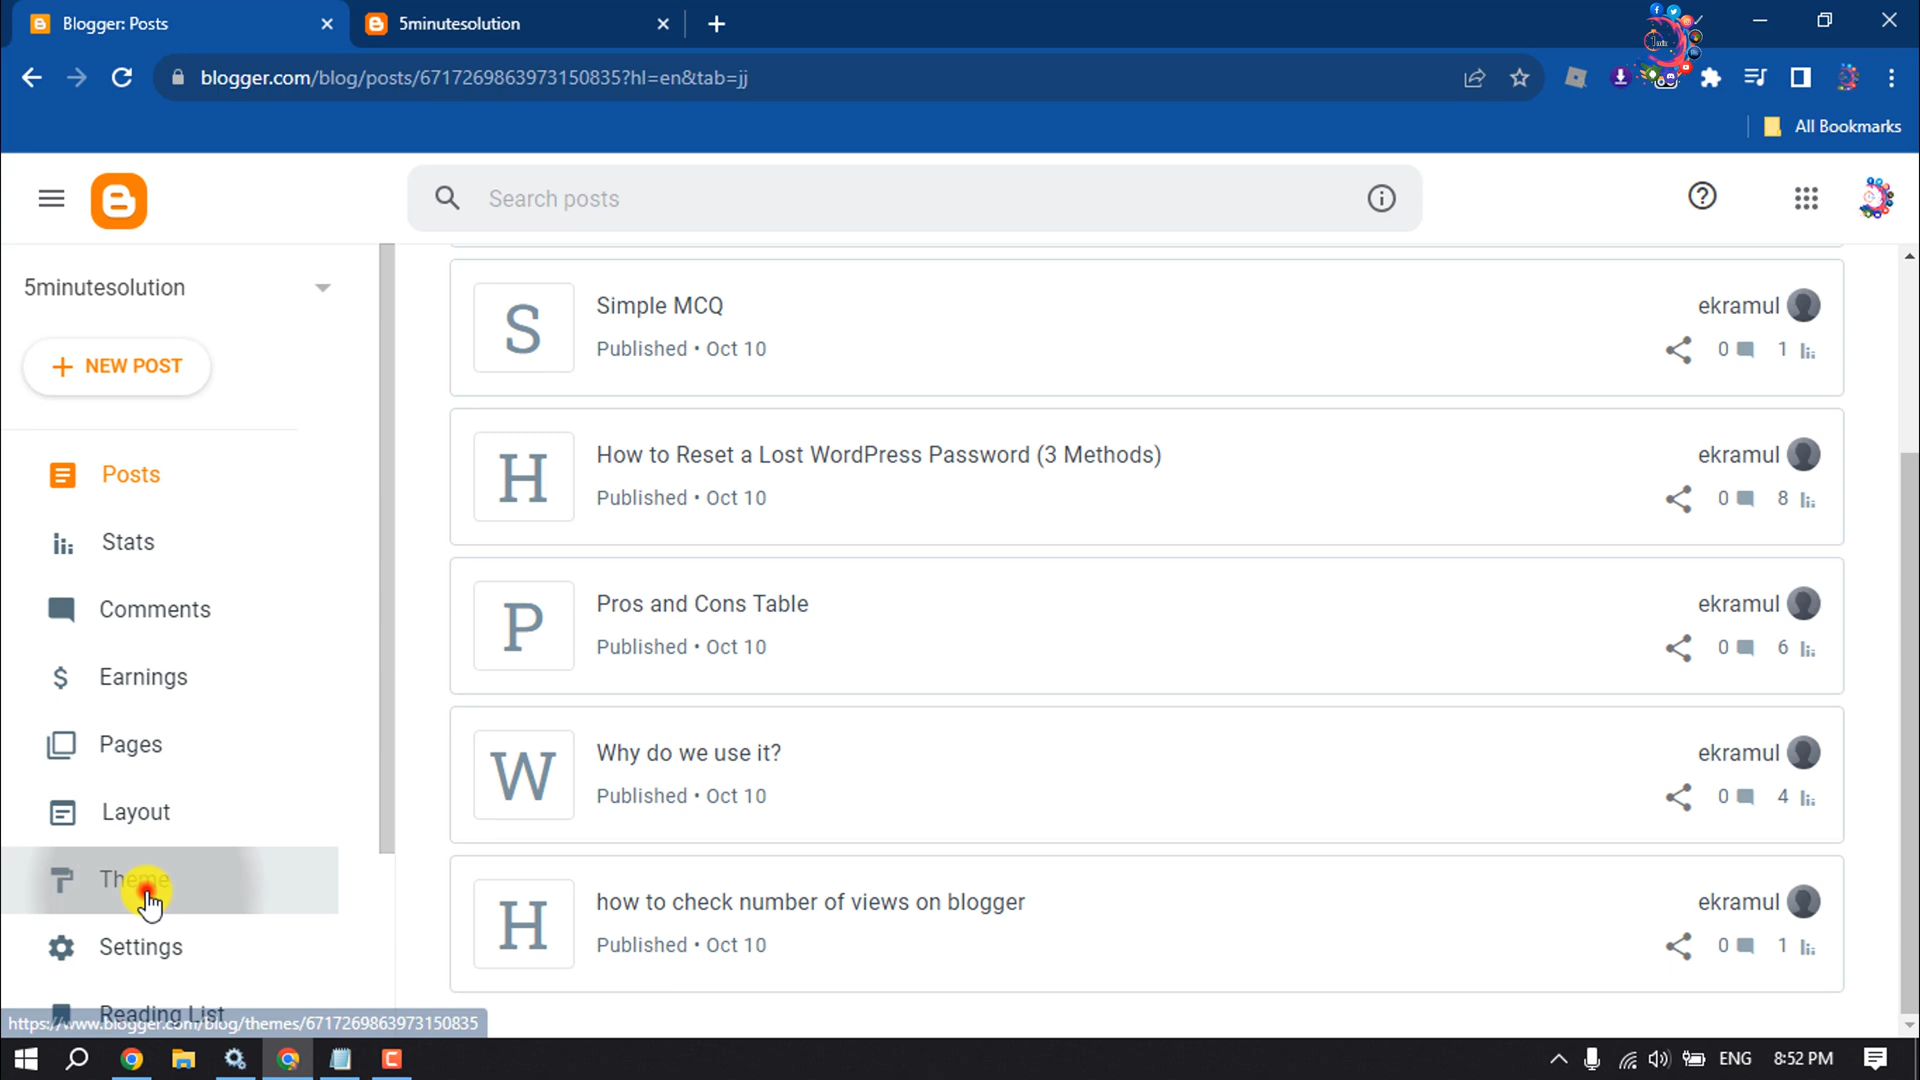 Blogger: Posts
5minutesolution
blogger.com/blog/posts/6717269863973150835?hl=en&tab=jj
All Bookmarks
Search posts
5minutesolution
NEW POST
Posts
Stats
Comments
Earnings
Pages
Layout
Theme
Settings
Reading List
S
Simple MCQ
Published • Oct 10
ekramul
0
1
H
How to Reset a Lost WordPress Password (3 Methods)
Published • Oct 10
ekramul
0
8
P
Pros and Cons Table
Published • Oct 10
ekramul
0
6
W
Why do we use it?
Published • Oct 10
ekramul
0
4
H
how to check number of views on blogger
Published • Oct 10
ekramul
0
1
https://www.blogger.com/blog/themes/6717269863973150835
ENG
8:52 PM